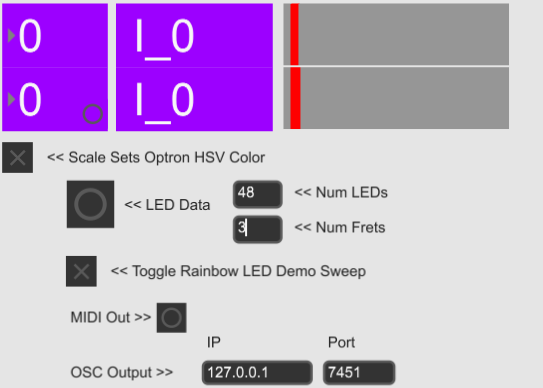 0 I_0
0 I_0
<< Scale Sets Optron HSV Color
<< LED Data
48 << Num LEDs
3 << Num Frets
<< Toggle Rainbow LED Demo Sweep
MIDI Out >>
IP Port
OSC Output >> 127.0.0.1 7451